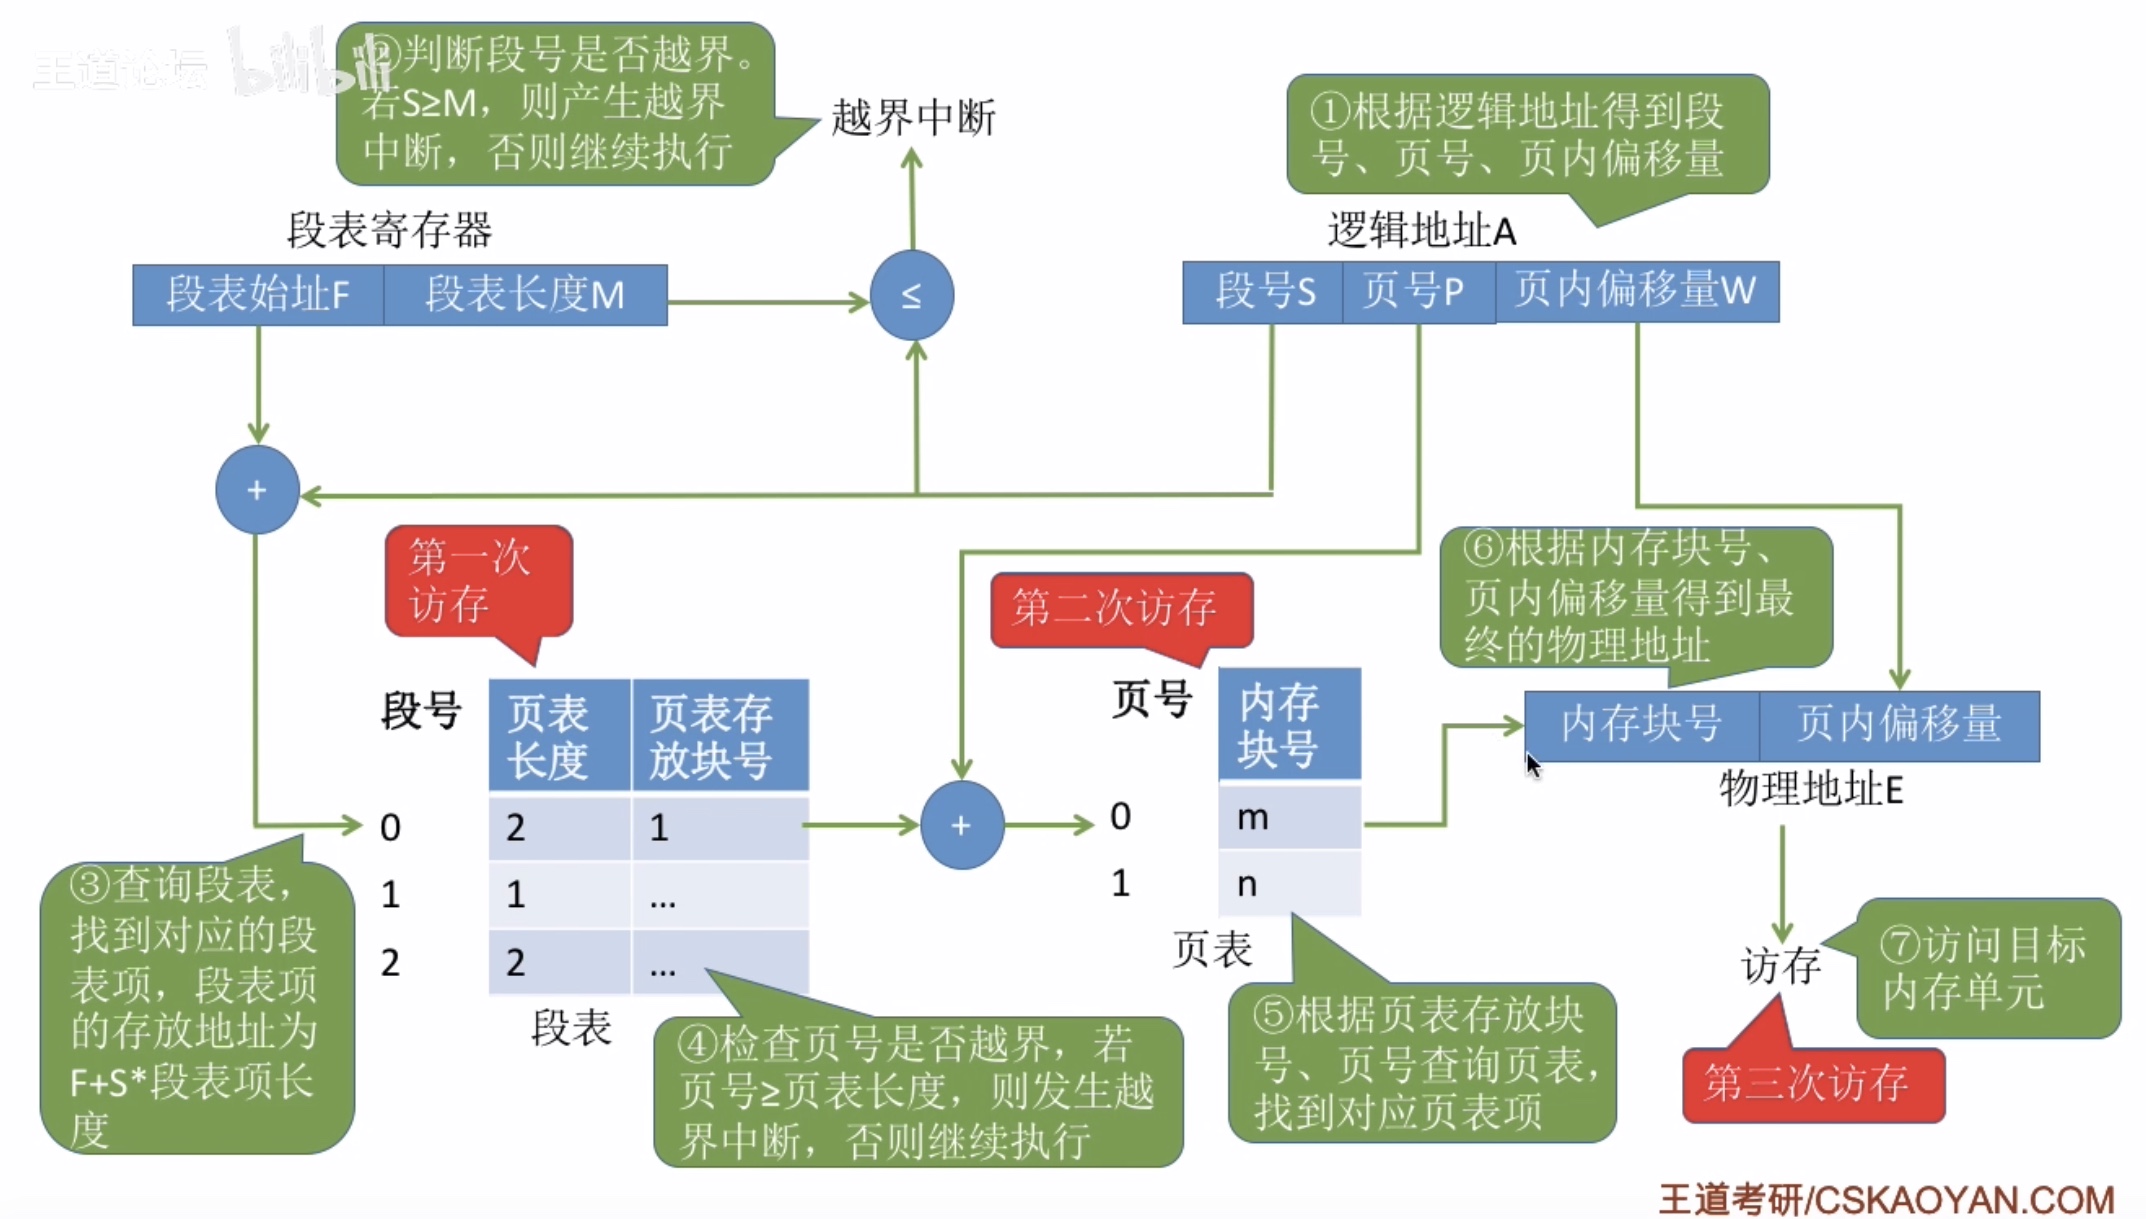 王道论坛 bilibili
②判断段号是否越界。
若S≥M，则产生越界
中断，否则继续执行
越界中断
①根据逻辑地址得到段
号、页号、页内偏移量
段表寄存器
逻辑地址A
段表始址F 段表长度M
≤
段号S 页号P 页内偏移量W
+
第一次
访存
第二次访存
⑥根据内存块号、
页内偏移量得到最
终的物理地址
段号 页表长度 页表存放块号
0 2 1
1 1 ...
2 2 ...
段表
+
页号 内存块号
0 m
1 n
页表
内存块号 页内偏移量
物理地址E
③查询段表，
找到对应的段
表项，段表项
的存放地址为
F+S*段表项长
度
④检查页号是否越界，若
页号≥页表长度，则发生越
界中断，否则继续执行
⑤根据页表存放块
号、页号查询页表，
找到对应页表项
访存
⑦访问目标
内存单元
第三次访存
王道考研/CSKAOYAN.COM